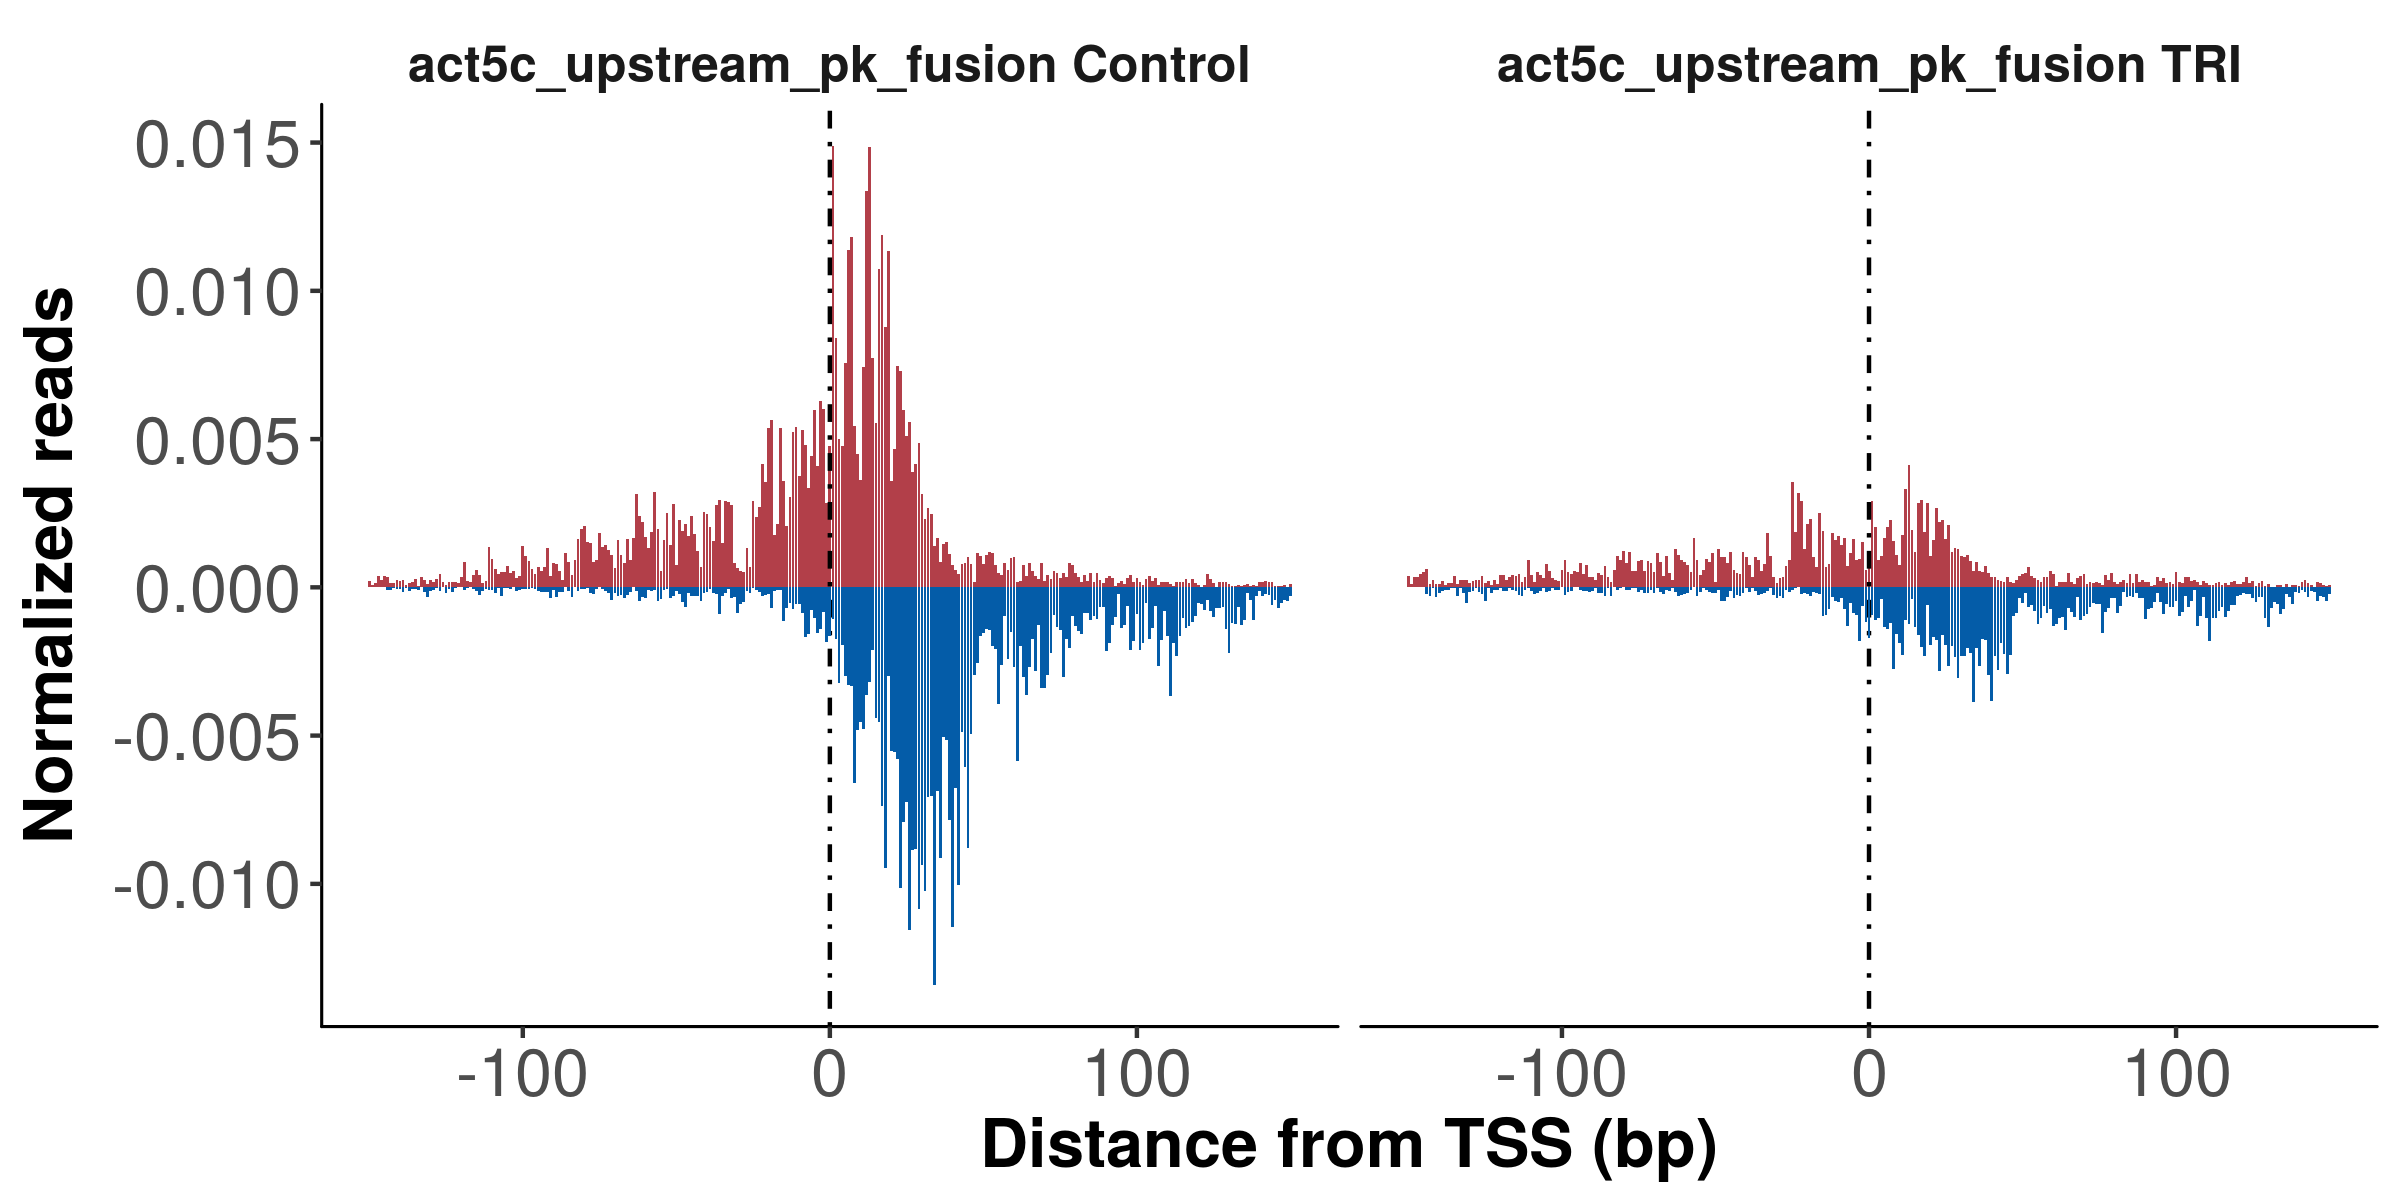 act5c_upstream_pk_fusion Control
act5c_upstream_pk_fusion TRI
Normalized reads
0.015
0.010
0.005
0.000
-0.005
-0.010
-100 0 100
-100 0 100
Distance from TSS (bp)